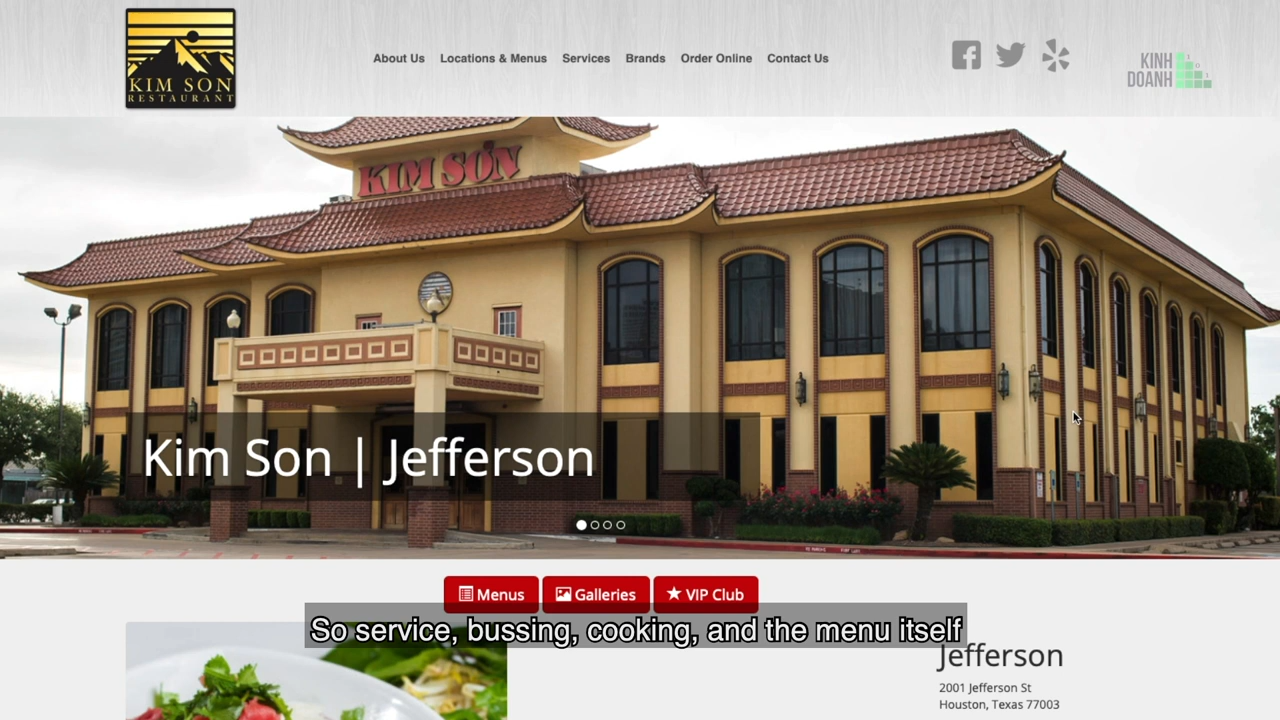 KIM SON
RESTAURANT
About Us
Locations & Menus
Services
Brands
Order Online
Contact Us
KINH
DOANH
KIM SƠN
Kim Son | Jefferson
Menus
Galleries
VIP Club
So service, bussing, cooking, and the menu itself
Jefferson
2001 Jefferson St
Houston, Texas 77003